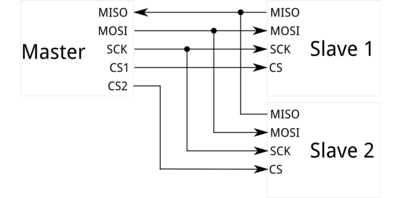 Master
MISO
MOSI
SCK
CS1
CS2
MISO
MOSI
SCK
CS
Slave 1
MISO
MOSI
SCK
CS
Slave 2